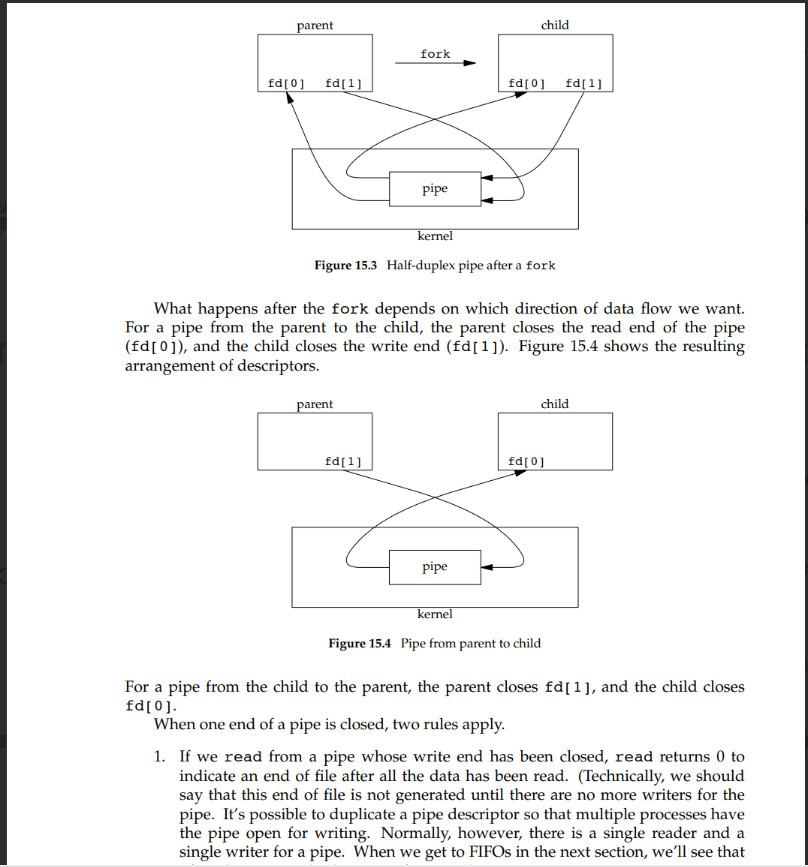 parent child
fork
fd[0] fd[1] fd[0] fd[1]
pipe
kernel
Figure 15.3 Half-duplex pipe after a fork
What happens after the fork depends on which direction of data flow we want.
For a pipe from the parent to the child, the parent closes the read end of the pipe
(fd[0]), and the child closes the write end (fd[1]). Figure 15.4 shows the resulting
arrangement of descriptors.
parent child
fd[1] fd[0]
pipe
kernel
Figure 15.4 Pipe from parent to child
For a pipe from the child to the parent, the parent closes fd[1], and the child closes
fd[0].
When one end of a pipe is closed, two rules apply.
1. If we read from a pipe whose write end has been closed, read returns 0 to
indicate an end of file after all the data has been read. (Technically, we should
say that this end of file is not generated until there are no more writers for the
pipe. It's possible to duplicate a pipe descriptor so that multiple processes have
the pipe open for writing. Normally, however, there is a single reader and a
single writer for a pipe. When we get to FIFOs in the next section, we'll see that